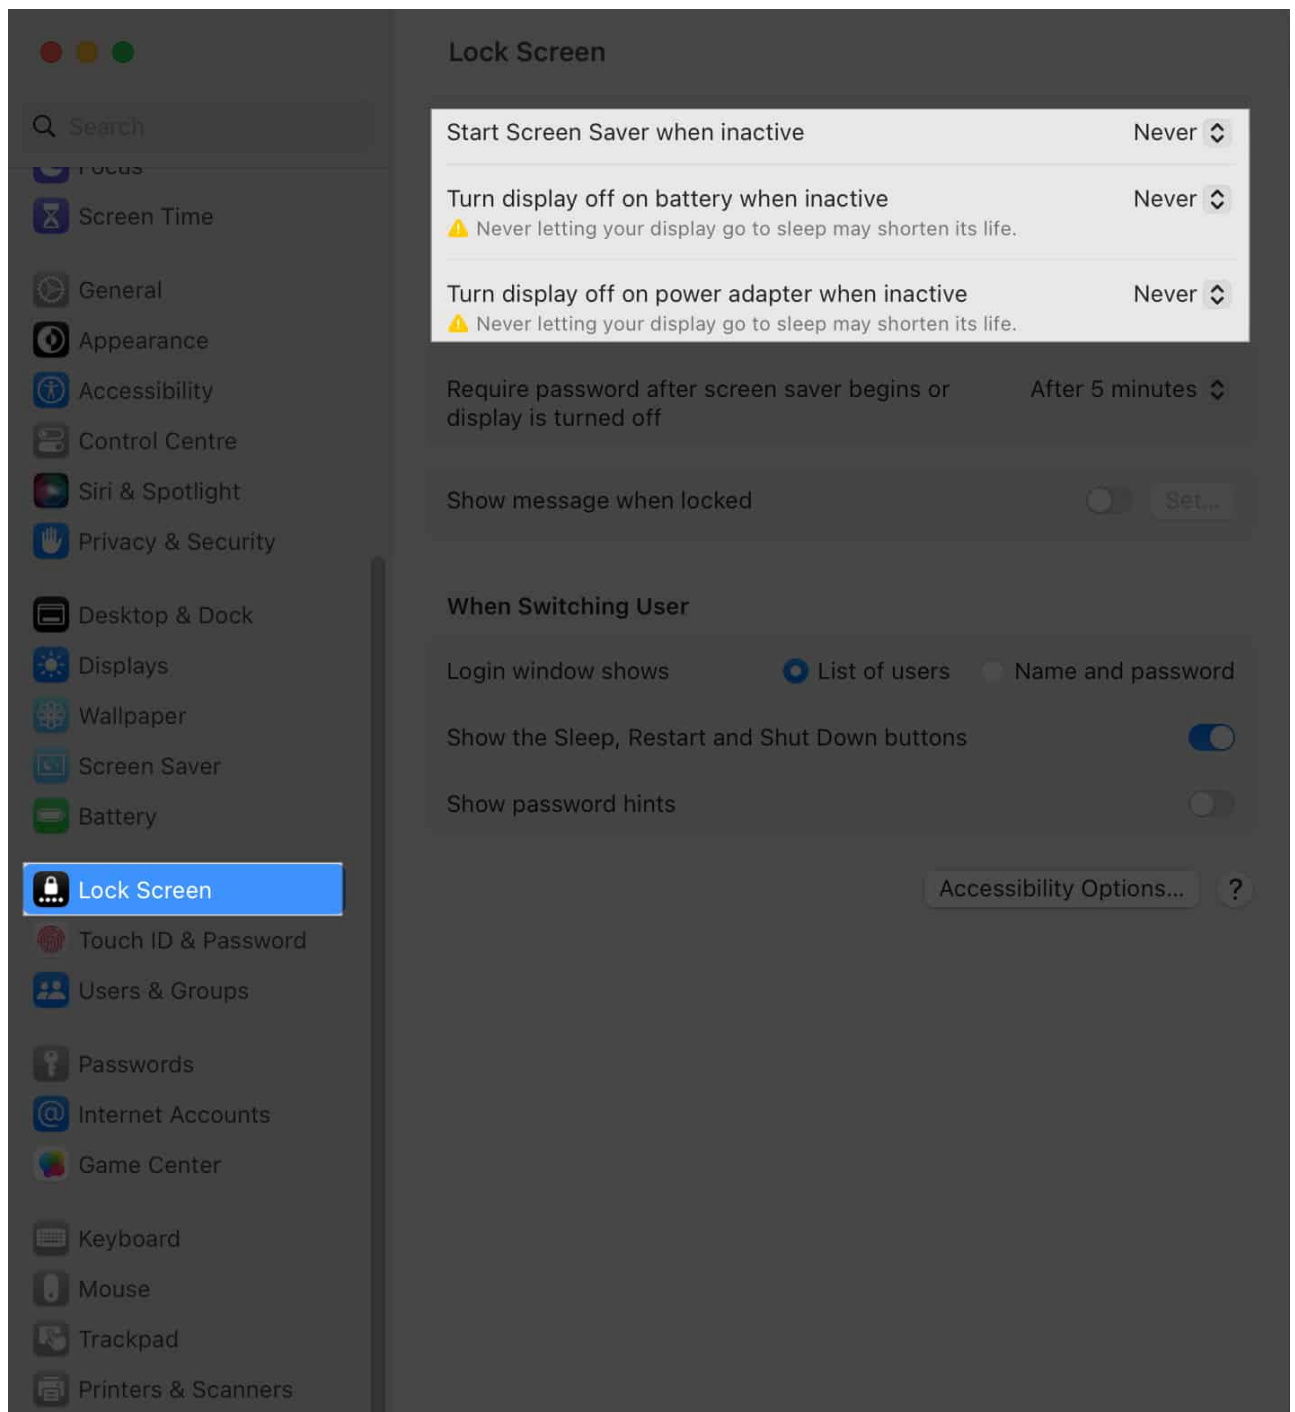 Lock Screen
Search
Focus
Screen Time
General
Appearance
Accessibility
Control Centre
Siri & Spotlight
Privacy & Security
Desktop & Dock
Displays
Wallpaper
Screen Saver
Battery
Lock Screen
Touch ID & Password
Users & Groups
Passwords
Internet Accounts
Game Center
Keyboard
Mouse
Trackpad
Printers & Scanners
Start Screen Saver when inactive Never
Turn display off on battery when inactive Never
Never letting your display go to sleep may shorten its life.
Turn display off on power adapter when inactive Never
Never letting your display go to sleep may shorten its life.
Require password after screen saver begins or After 5 minutes
display is turned off
Show message when locked Set...
When Switching User
Login window shows List of users Name and password
Show the Sleep, Restart and Shut Down buttons
Show password hints
Accessibility Options... ?